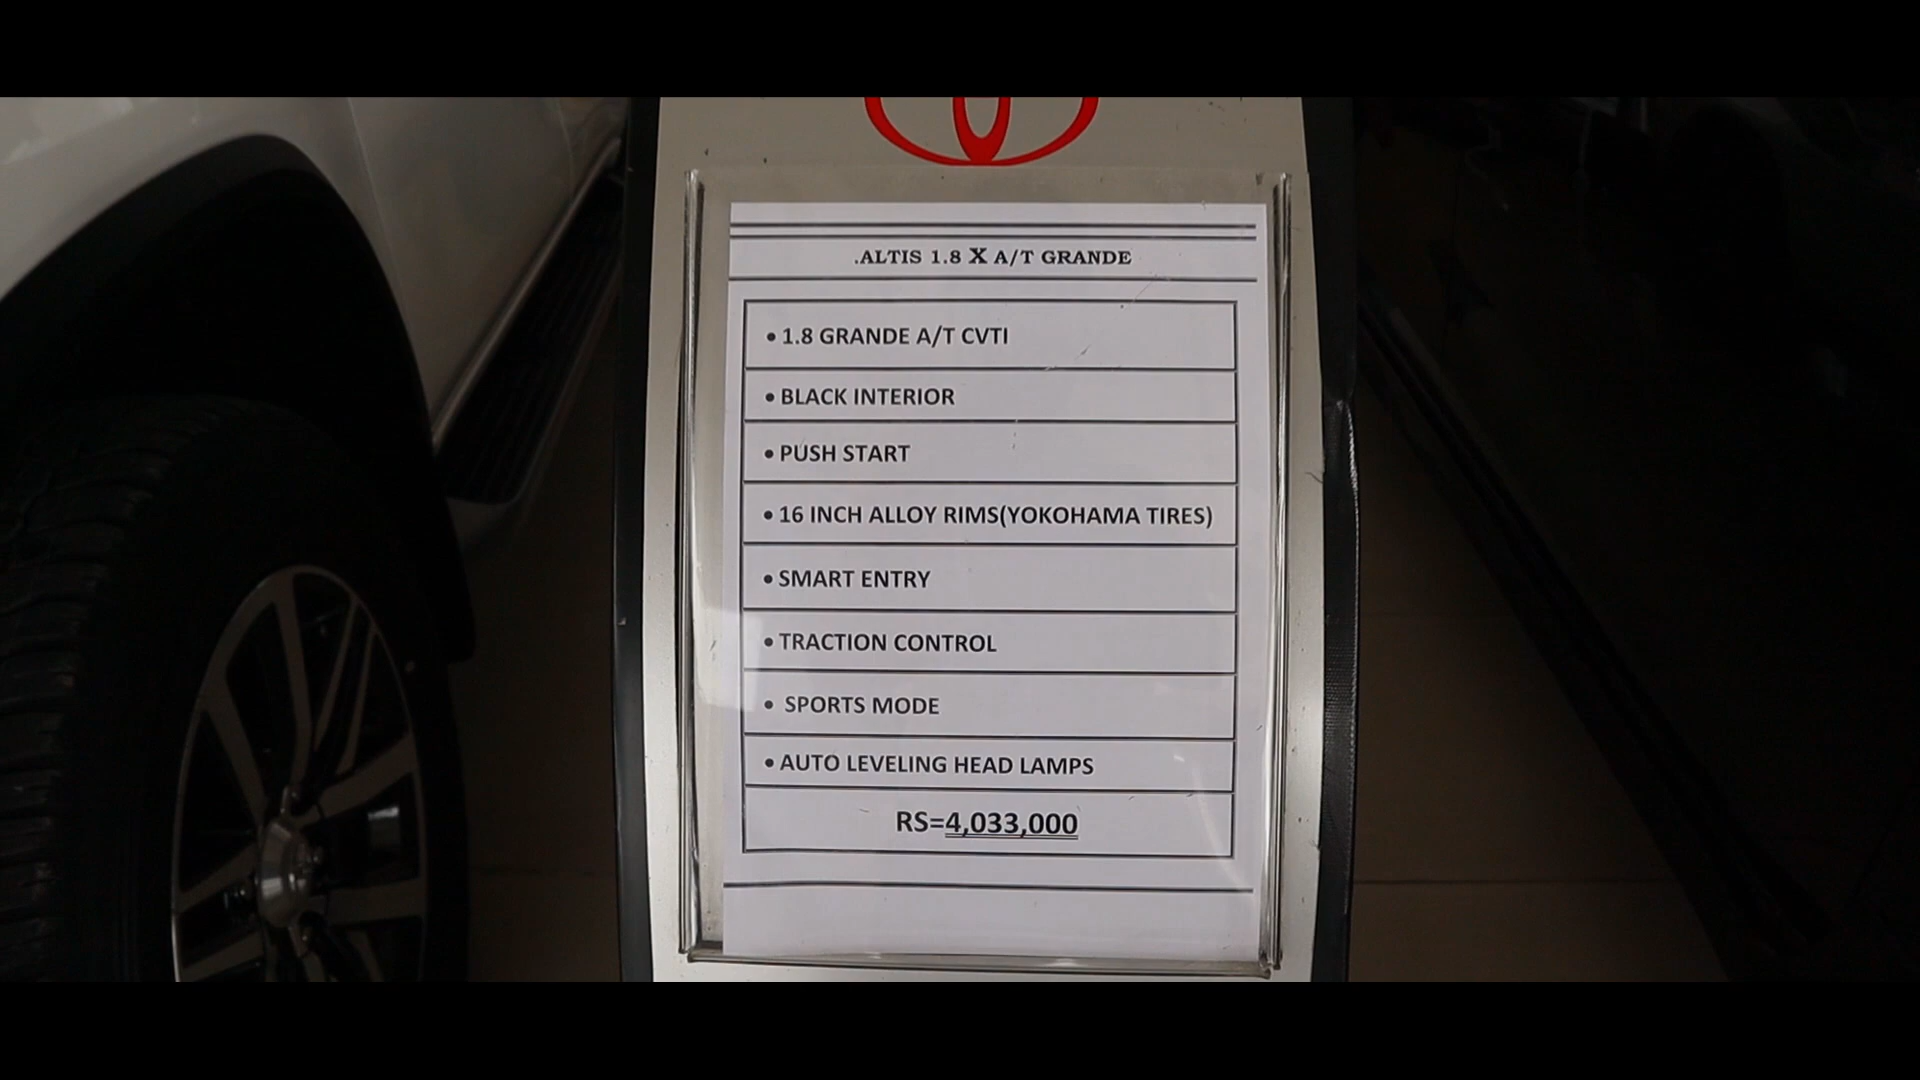 .ALTIS 1.8 X A/T GRANDE
• 1.8 GRANDE A/T CVTI
• BLACK INTERIOR
• PUSH START
• 16 INCH ALLOY RIMS(YOKOHAMA TIRES)
• SMART ENTRY
• TRACTION CONTROL
• SPORTS MODE
• AUTO LEVELING HEAD LAMPS
RS=4,033,000